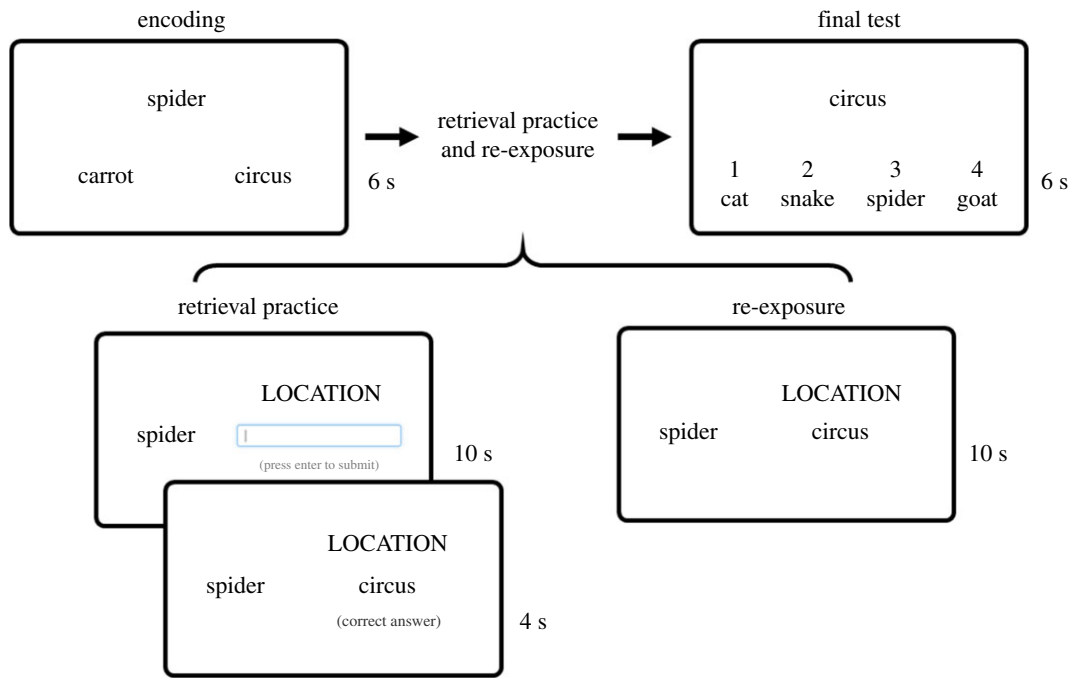 encoding
final test
spider
carrot circus
6 s
retrieval practice
and re-exposure
circus
1 2 3 4
cat snake spider goat
6 s
retrieval practice
LOCATION
spider
(press enter to submit)
10 s
LOCATION
spider circus
(correct answer)
4 s
re-exposure
LOCATION
spider circus
10 s